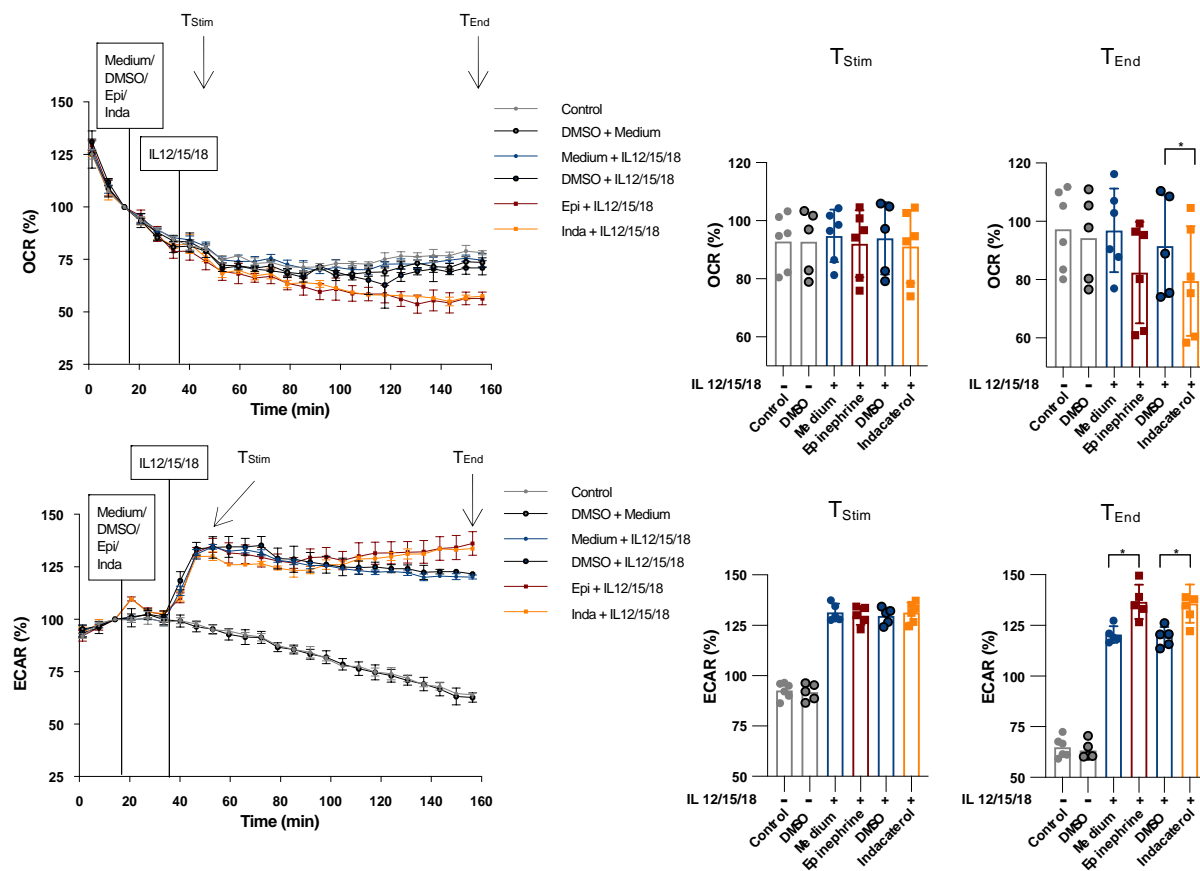 TStim
TEnd
Medium/
DMSO/
Epi/
Inda
IL12/15/18
150
125
100
75
50
25
OCR (%)
0
20
40
60
80
100
120
140
160
Time (min)
Control
DMSO + Medium
Medium + IL12/15/18
DMSO + IL12/15/18
Epi + IL12/15/18
Inda + IL12/15/18
TStim
120
100
80
60
OCR (%)
IL 12/15/18
- - + + + +
Control
DMSO
Medium
Epinephrine
DMSO
Indacaterol
TEnd
*
120
100
80
60
OCR (%)
IL 12/15/18
- - + + + +
Control
DMSO
Medium
Epinephrine
DMSO
Indacaterol
IL12/15/18
TStim
TEnd
Medium/
DMSO/
Epi/
Inda
150
125
100
75
50
25
ECAR (%)
0
20
40
60
80
100
120
140
160
Time (min)
Control
DMSO + Medium
Medium + IL12/15/18
DMSO + IL12/15/18
Epi + IL12/15/18
Inda + IL12/15/18
TStim
150
125
100
75
50
ECAR (%)
IL 12/15/18
- - + + + +
Control
DMSO
Medium
Epinephrine
DMSO
Indacaterol
TEnd
* *
150
125
100
75
50
ECAR (%)
IL 12/15/18
- - + + + +
Control
DMSO
Medium
Epinephrine
DMSO
Indacaterol